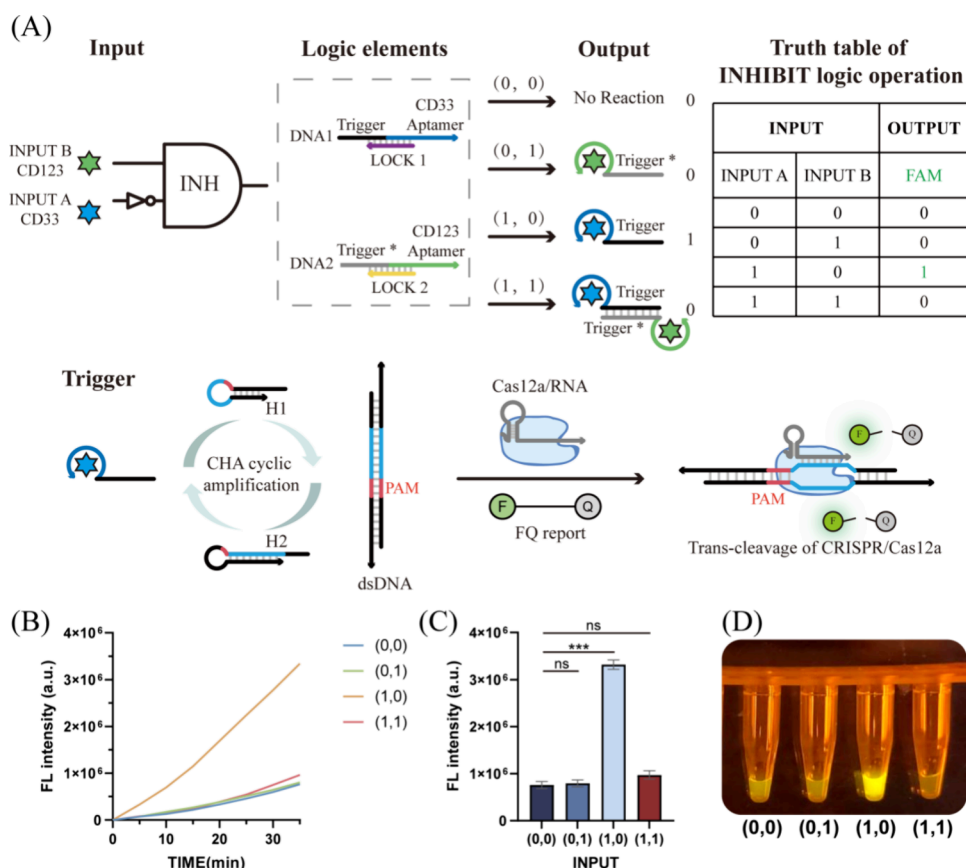 (A)
Input
Logic elements
Output
Truth table of
INHIBIT logic operation
INPUT B
CD123
INPUT A
CD33
INH
DNA1
Trigger
CD33
Aptamer
LOCK 1
DNA2
Trigger *
CD123
Aptamer
LOCK 2
(0, 0)
No Reaction
0
(0, 1)
Trigger *
0
(1, 0)
Trigger
1
(1, 1)
Trigger
Trigger *
0
INPUT OUTPUT
INPUT A INPUT B FAM
0 0 0
0 1 0
1 0 1
1 1 0
Trigger
H1
CHA cyclic
amplification
H2
PAM
dsDNA
Cas12a/RNA
F Q
FQ report
F Q
PAM
F Q
Trans-cleavage of CRISPR/Cas12a
(B)
FL intensity (a.u.)
4×10⁶
3×10⁶
2×10⁶
1×10⁶
0
0 10 20 30
TIME(min)
(0,0)
(0,1)
(1,0)
(1,1)
(C)
FL intensity (a.u.)
4×10⁶
3×10⁶
2×10⁶
1×10⁶
0
ns
***
ns
(0,0) (0,1) (1,0) (1,1)
INPUT
(D)
(0,0) (0,1) (1,0) (1,1)